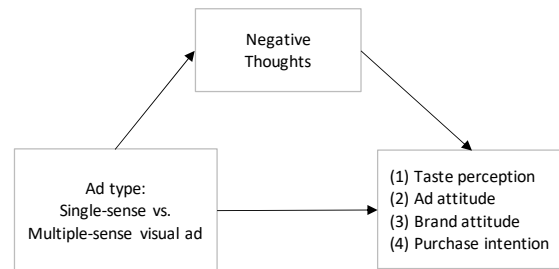 Negative
Thoughts
Ad type:
Single-sense vs.
Multiple-sense visual ad
(1) Taste perception
(2) Ad attitude
(3) Brand attitude
(4) Purchase intention